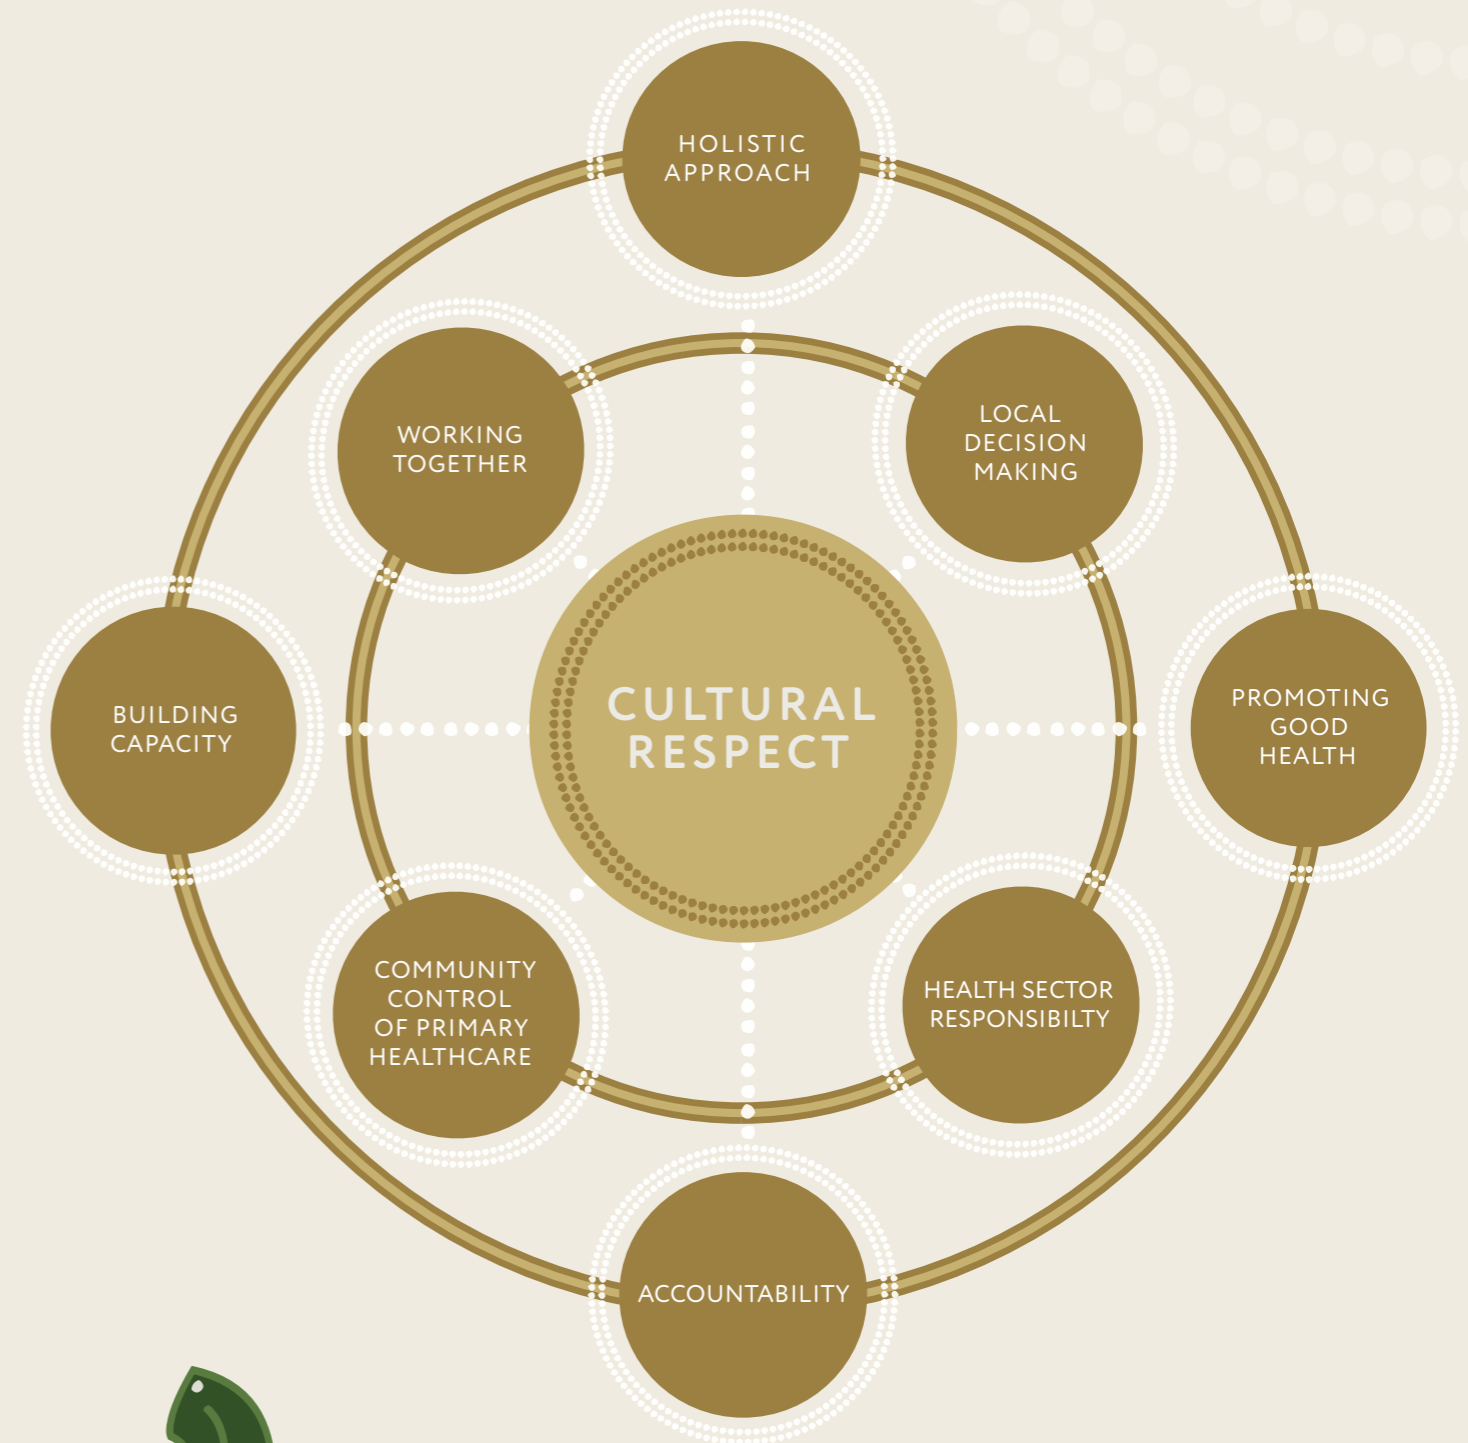 HOLISTIC
APPROACH
WORKING
TOGETHER
LOCAL
DECISION
MAKING
CULTURAL
RESPECT
BUILDING
CAPACITY
PROMOTING
GOOD
HEALTH
COMMUNITY
CONTROL
OF PRIMARY
HEALTHCARE
HEALTH SECTOR
RESPONSIBILTY
ACCOUNTABILITY